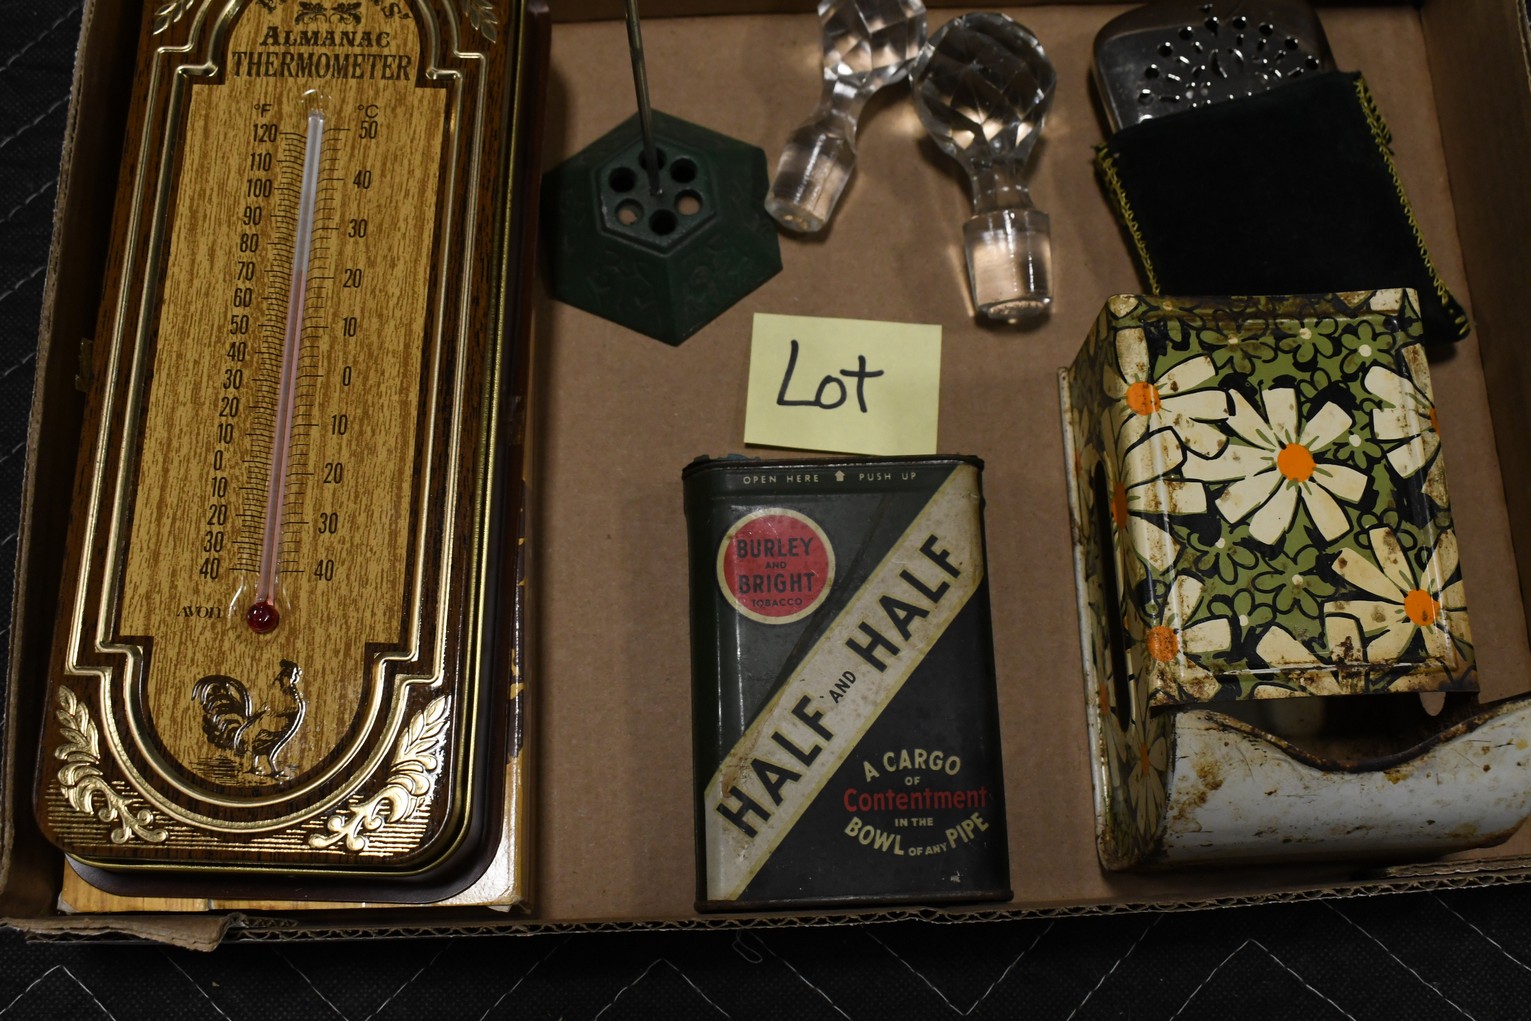 ALMANAC
THERMOMETER
°F °C
120 50
110
100 40
90
80 30
70
60 20
50
40 10
30
20 0
10
0 10
10
20 20
30 30
40 40
AVON
Lot
OPEN HERE PUSH UP
BURLEY
AND
BRIGHT
TOBACCO
HALF AND HALF
A CARGO
OF
Contentment
IN THE
BOWL OF ANY PIPE